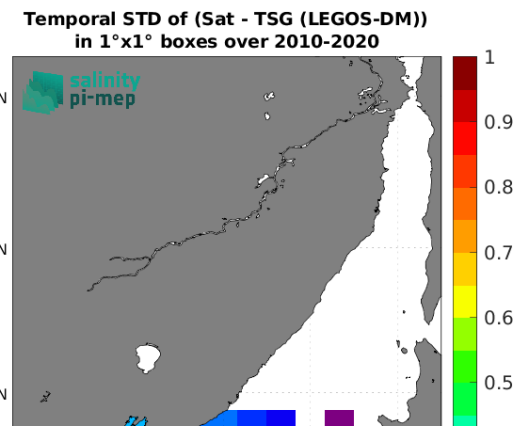 Temporal STD of (Sat - TSG (LEGOS-DM))
in 1°x1° boxes over 2010-2020
salinity
pi-mep
N
N
N
1
0.9
0.8
0.7
0.6
0.5